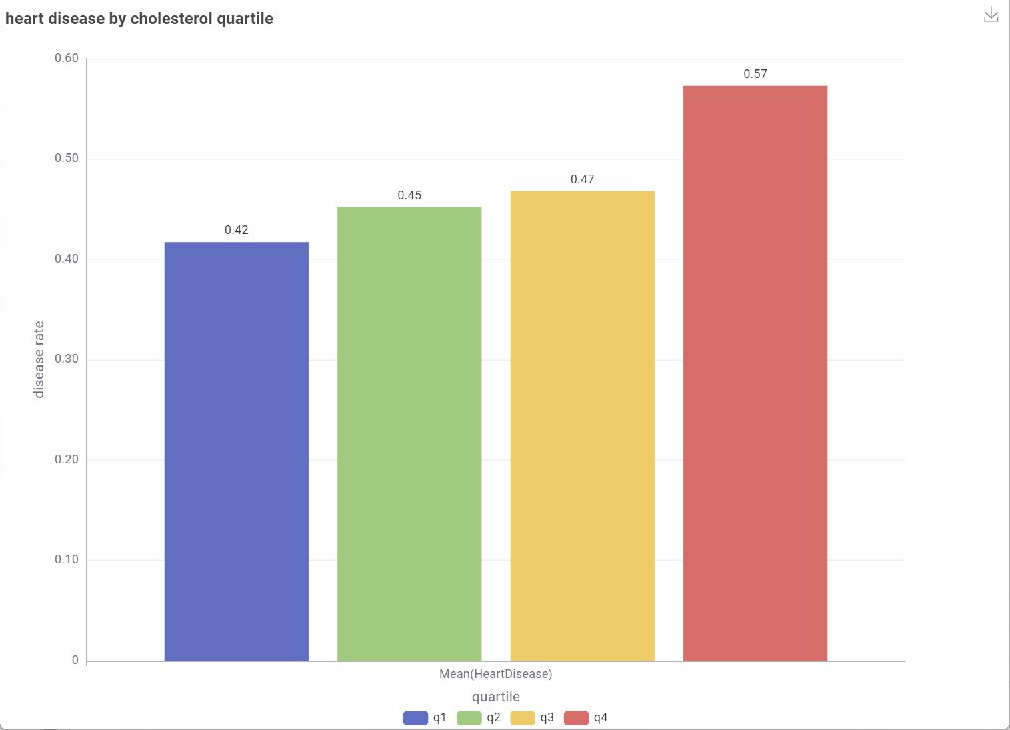 heart disease by cholesterol quartile
0.60
0.57
0.50
0.47
0.45
0.42
0.40
disease rate
0.30
0.20
0.10
0
Mean(HeartDisease)
quartile
q1 q2 q3 q4